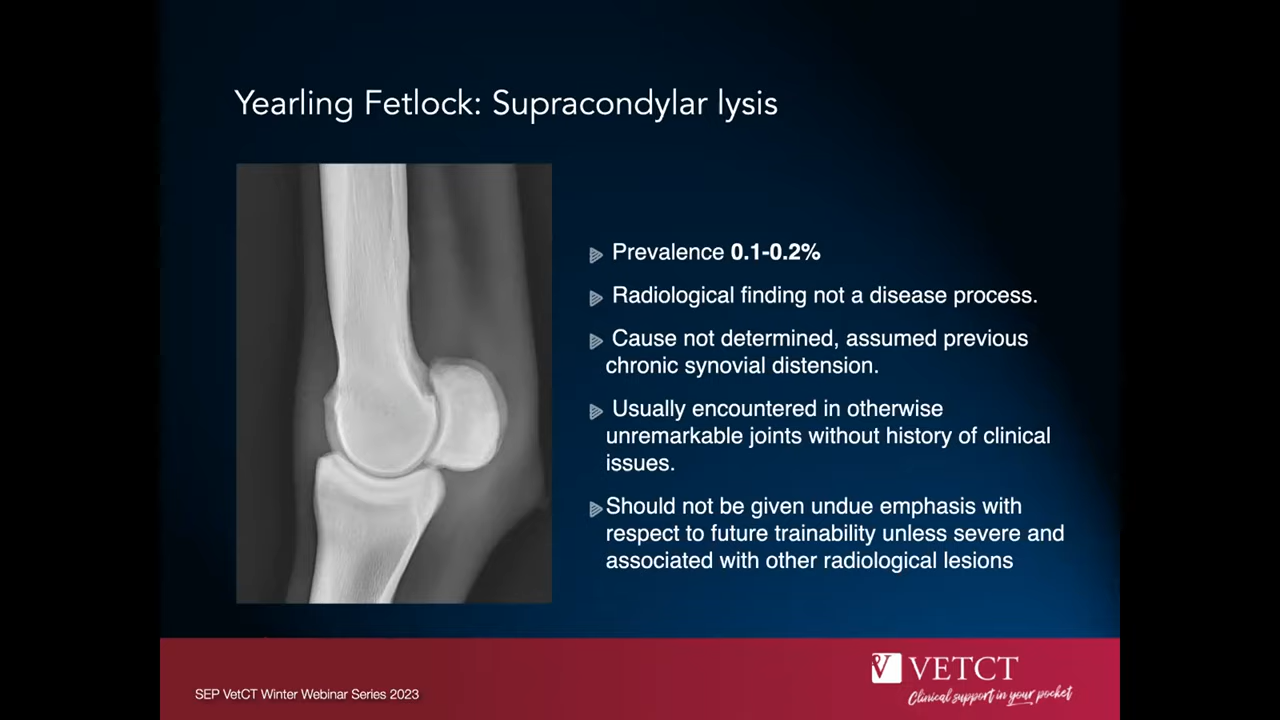 Yearling Fetlock: Supracondylar lysis
Prevalence 0.1-0.2%
Radiological finding not a disease process.
Cause not determined, assumed previous
chronic synovial distension.
Usually encountered in otherwise
unremarkable joints without history of clinical
issues.
Should not be given undue emphasis with
respect to future trainability unless severe and
associated with other radiological lesions
SEP VetCT Winter Webinar Series 2023
V VETCT
Clinical support in your pocket